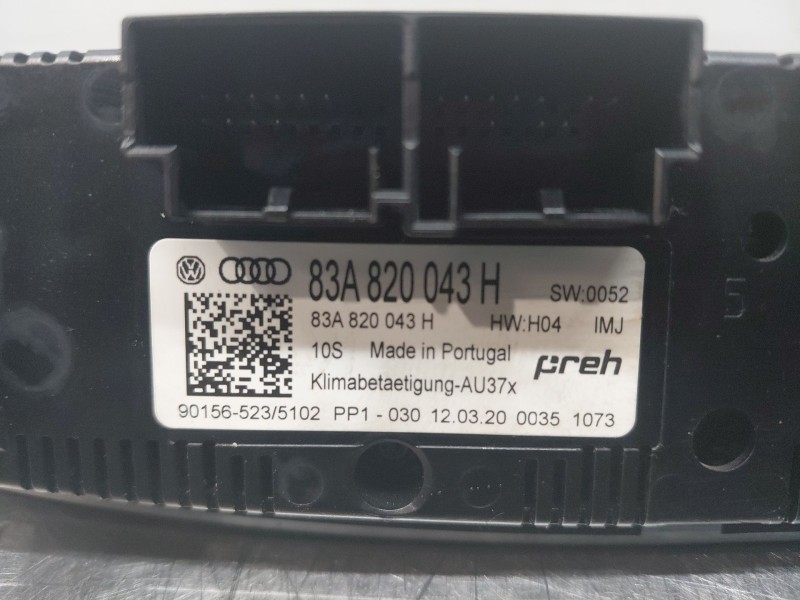 83A 820 043 H SW:0052
83A 820 043 H HW:H04 IMJ
10S Made in Portugal preh
Klimabetaetigung-AU37x
90156-523/5102 PP1 - 030 12.03.20 0035 1073
5